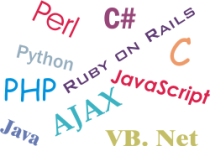 Perl
C#
Ruby on Rails
Python
C
PHP
JavaScript
AJAX
Java
VB. Net